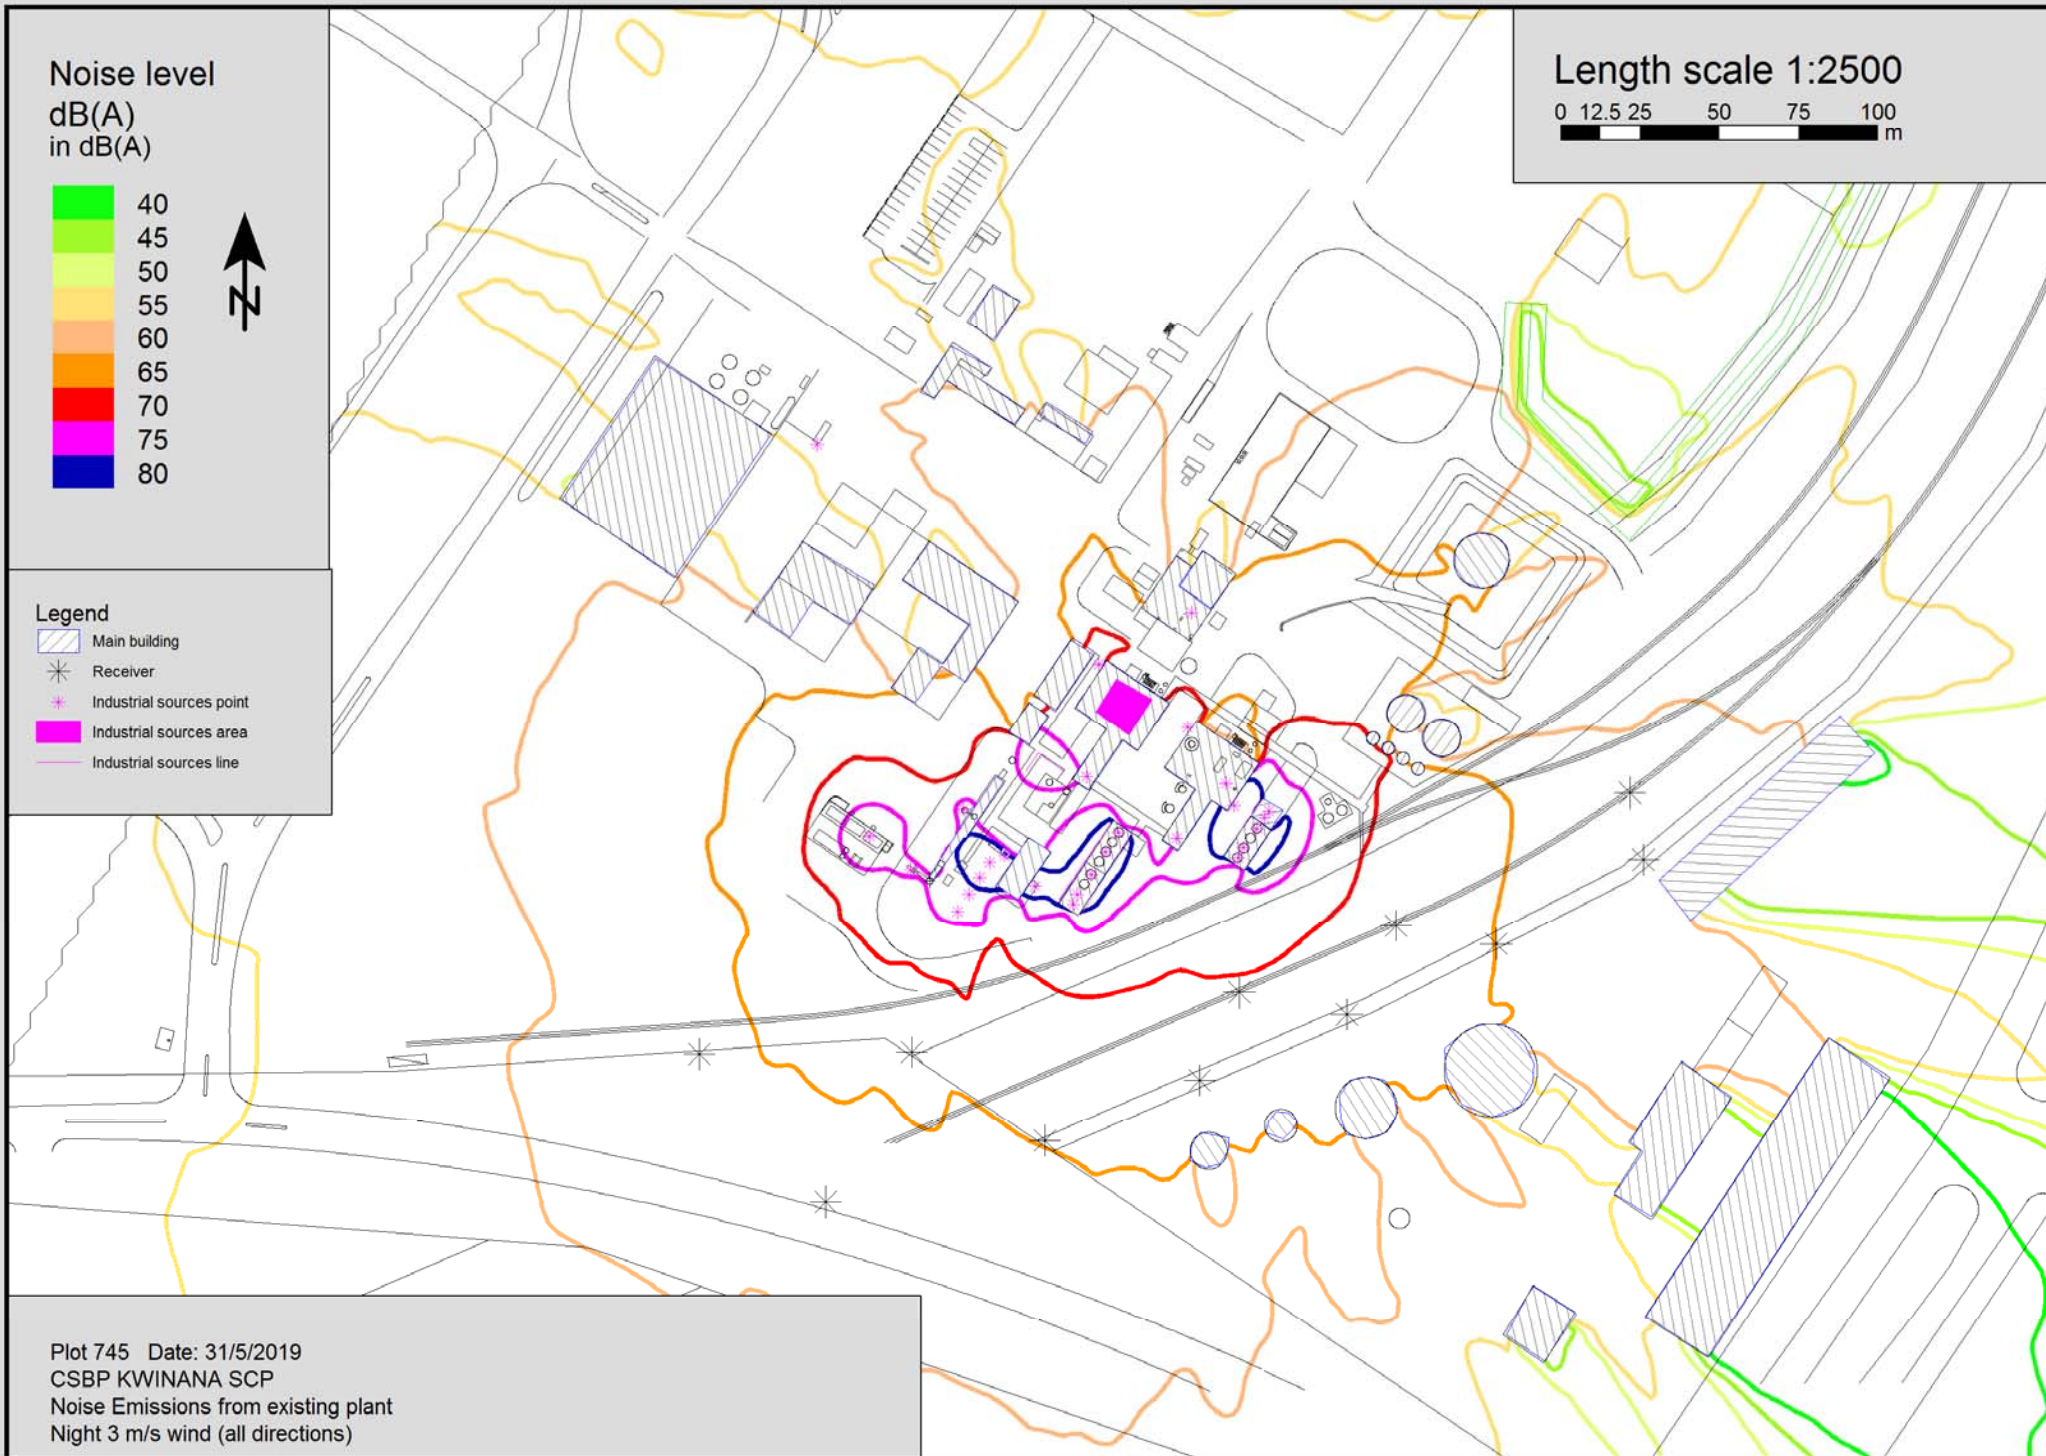 Noise level
dB(A)
in dB(A)
40
45
50
55
60
65
70
75
80
N
Length scale 1:2500
0 12.5 25 50 75 100
m
Legend
Main building
Receiver
Industrial sources point
Industrial sources area
Industrial sources line
Plot 745 Date: 31/5/2019
CSBP KWINANA SCP
Noise Emissions from existing plant
Night 3 m/s wind (all directions)